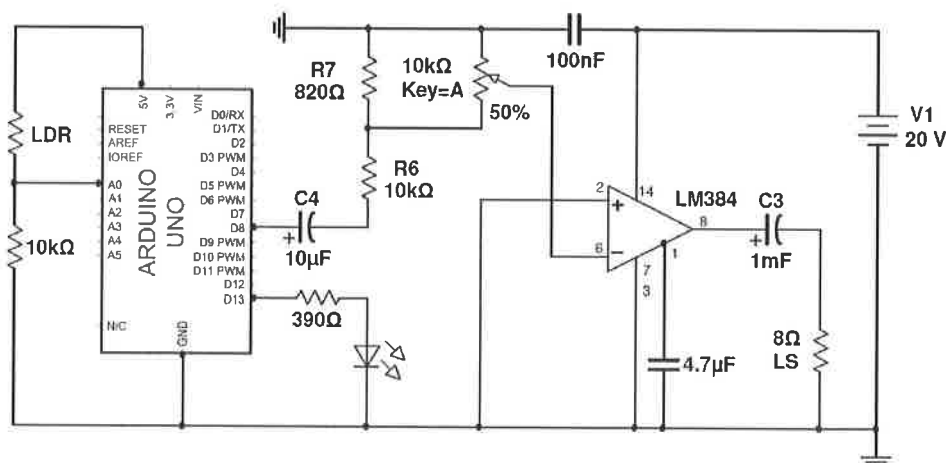 LDR
10kΩ
ARDUINO
UNO
5V
3.3V
VIN
RESET
AREF
IOREF
A0
A1
A2
A3
A4
A5
N/C
GND
D0/RX
D1/TX
D2
D3 PWM
D4
D5 PWM
D6 PWM
D7
D8
D9 PWM
D10 PWM
D11 PWM
D12
D13
C4
+
10µF
390Ω
R7
820Ω
R6
10kΩ
10kΩ
Key=A
50%
100nF
V1
20 V
2
+
6
−
14
LM384
8
7
1
3
C3
+
1mF
4.7µF
8Ω
LS